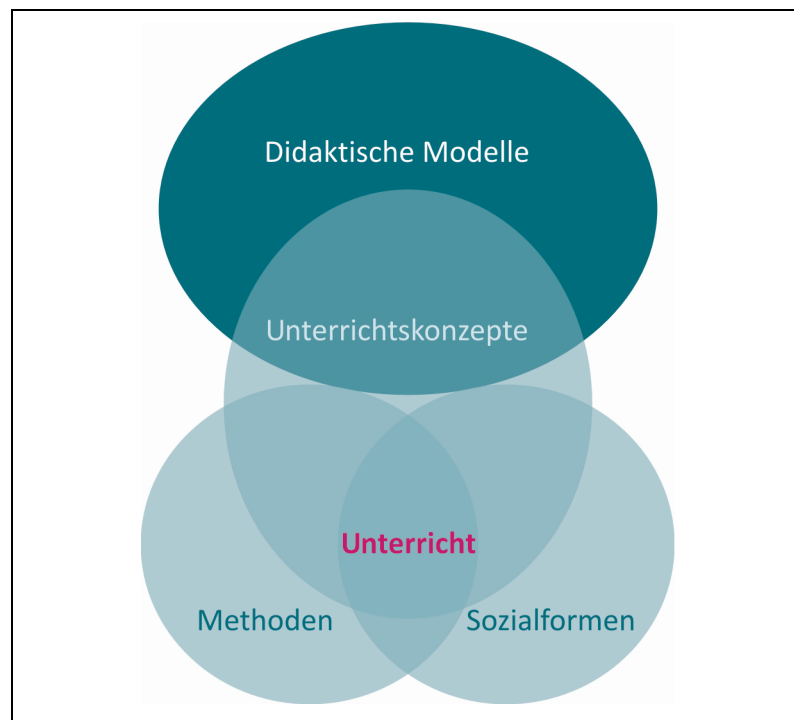 Didaktische Modelle
Unterrichtskonzepte
Unterricht
Methoden
Sozialformen